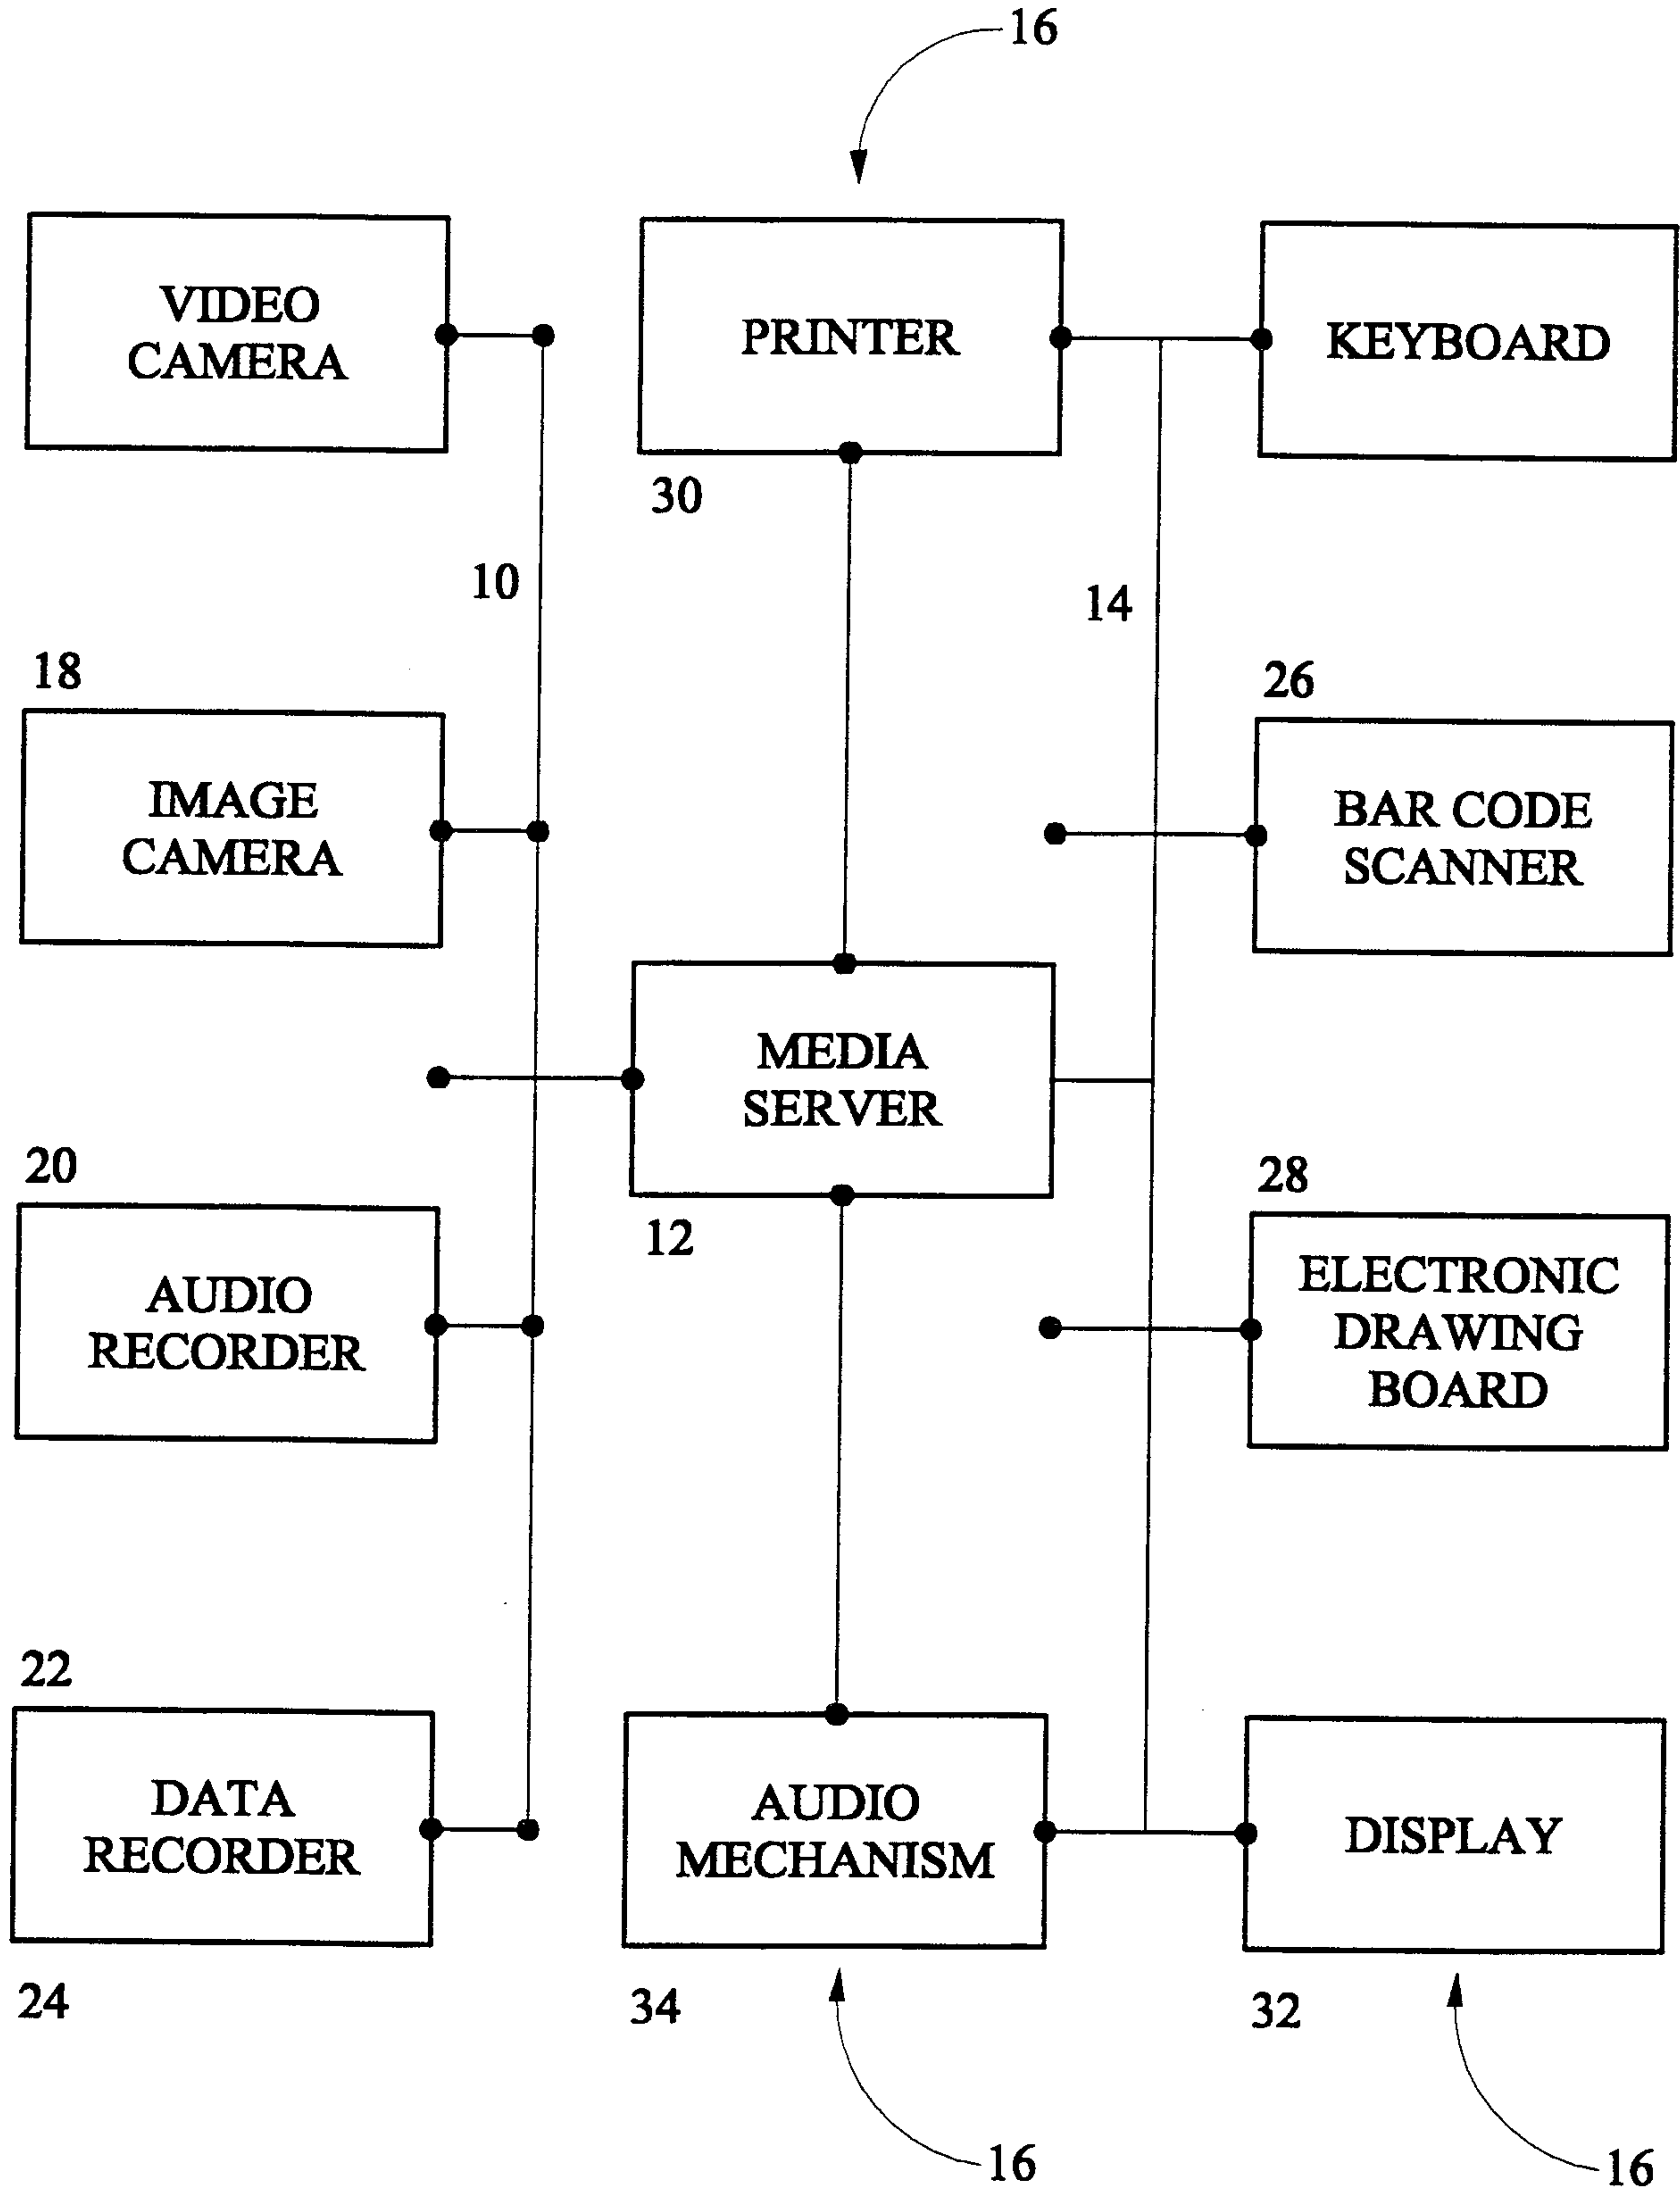 16
VIDEO
CAMERA
PRINTER
KEYBOARD
30
10
14
18
26
IMAGE
CAMERA
BAR CODE
SCANNER
MEDIA
SERVER
20
12
28
AUDIO
RECORDER
ELECTRONIC
DRAWING
BOARD
22
DATA
RECORDER
AUDIO
MECHANISM
DISPLAY
24
34
32
16
16